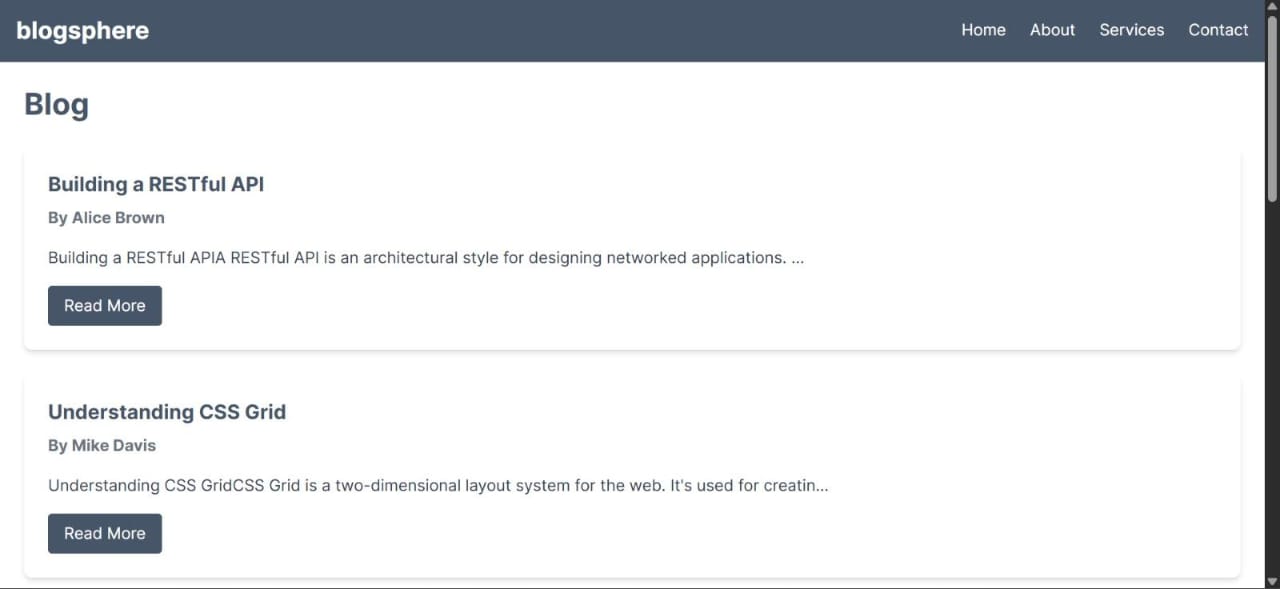 blogsphere
Home About Services Contact
Blog
Building a RESTful API
By Alice Brown
Building a RESTful APIA RESTful API is an architectural style for designing networked applications. ...
Read More
Understanding CSS Grid
By Mike Davis
Understanding CSS GridCSS Grid is a two-dimensional layout system for the web. It's used for creatin...
Read More